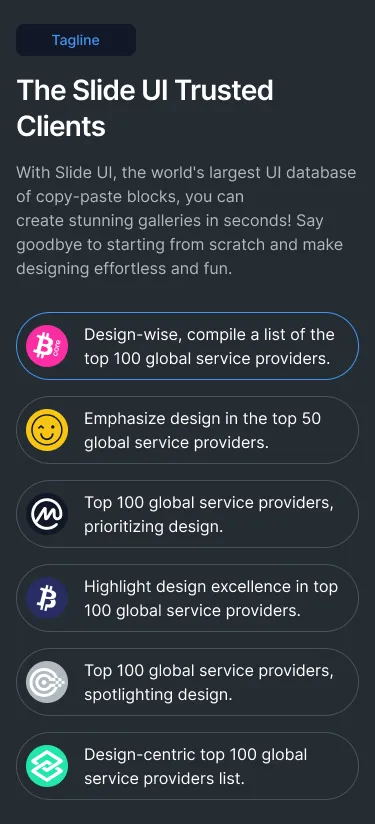 Tagline
The Slide UI Trusted
Clients
With Slide UI, the world's largest UI database
of copy-paste blocks, you can
create stunning galleries in seconds! Say
goodbye to starting from scratch and make
designing effortless and fun.
Design-wise, compile a list of the
top 100 global service providers.
Emphasize design in the top 50
global service providers.
Top 100 global service providers,
prioritizing design.
Highlight design excellence in top
100 global service providers.
Top 100 global service providers,
spotlighting design.
Design-centric top 100 global
service providers list.